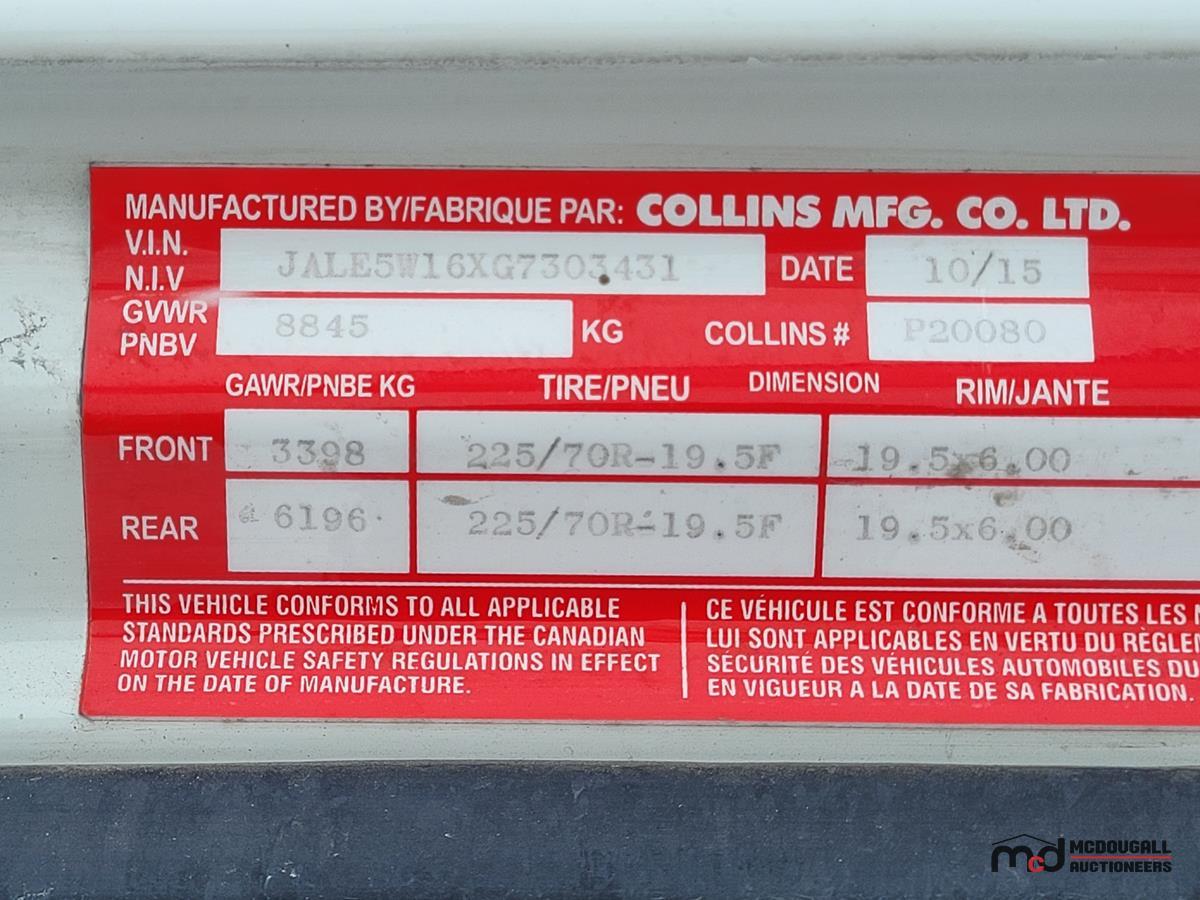 MANUFACTURED BY/FABRIQUE PAR: COLLINS MFG. CO. LTD.
V.I.N.
N.I.V
JALE5W16XG7303431
DATE
10/15
GVWR
PNBV
8845
KG
COLLINS #
P20080
GAWR/PNBE KG
TIRE/PNEU
DIMENSION
RIM/JANTE
FRONT
3398
225/70R-19.5F
19.5x6.00
REAR
6196
225/70R-19.5F
19.5x6.00
THIS VEHICLE CONFORMS TO ALL APPLICABLE
STANDARDS PRESCRIBED UNDER THE CANADIAN
MOTOR VEHICLE SAFETY REGULATIONS IN EFFECT
ON THE DATE OF MANUFACTURE.
CE VÉHICULE EST CONFORME A TOUTES LES
LUI SONT APPLICABLES EN VERTU DU RÈGLEM
SÉCURITÉ DES VÉHICULES AUTOMOBILES DU
EN VIGUEUR A LA DATE DE SA FABRICATION.
mcd
MCDOUGALL
AUCTIONEERS